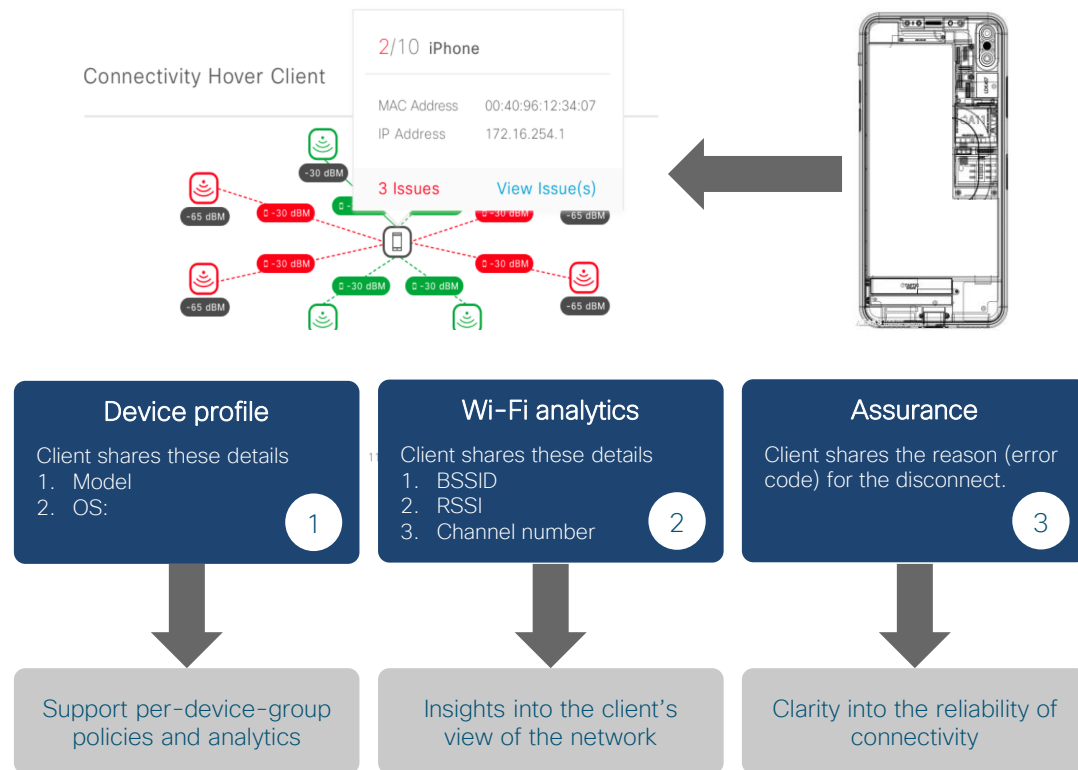 2/10 iPhone
Connectivity Hover Client
MAC Address 00:40:96:12:34:07
IP Address 172.16.254.1
3 Issues View Issue(s)
-30 dBM
-65 dBM
-30 dBM
-30 dBM
-65 dBM
-30 dBM
-30 dBM
-30 dBM
-30 dBM
-65 dBM
-65 dBM
Device profile
Client shares these details
1. Model
2. OS:
1
11
Wi-Fi analytics
Client shares these details
1. BSSID
2. RSSI
3. Channel number
2
Assurance
Client shares the reason (error
code) for the disconnect.
3
Support per-device-group
policies and analytics
Insights into the client's
view of the network
Clarity into the reliability of
connectivity